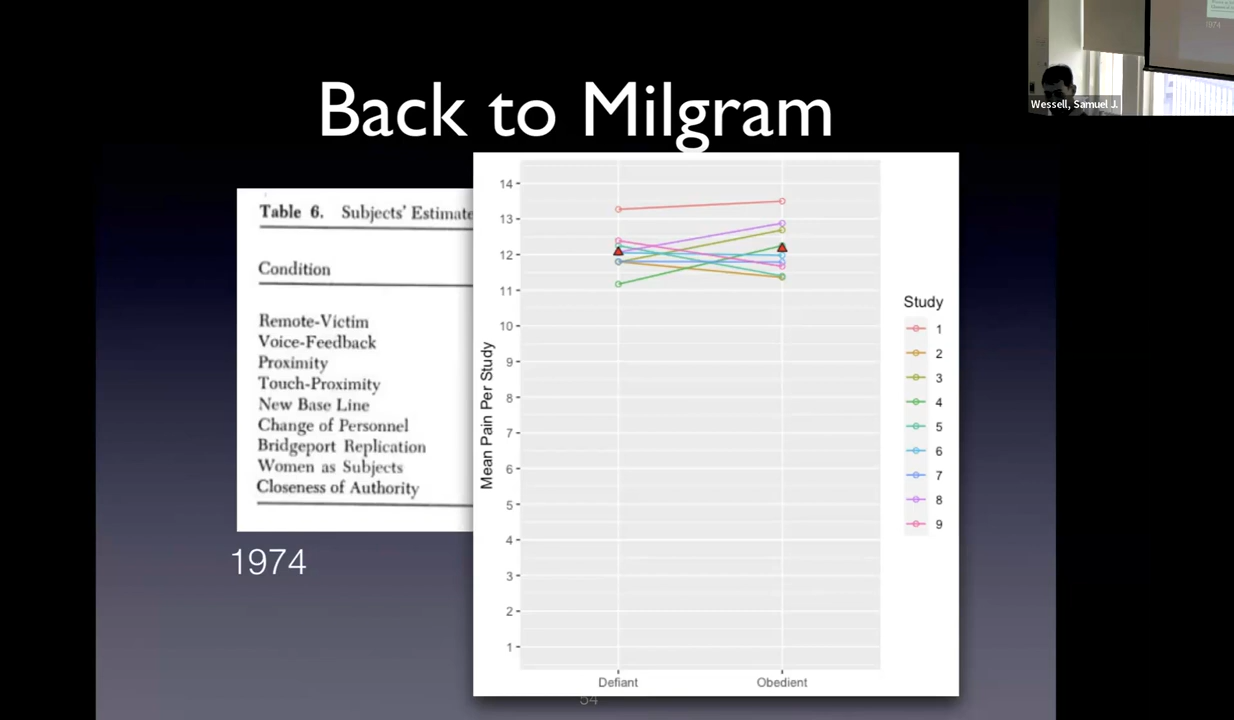 Back to Milgram
1974
Wessell, Samuel J.
Table 6. Subjects' Estimate
Condition
Remote-Victim
Voice-Feedback
Proximity
Touch-Proximity
New Base Line
Change of Personnel
Bridgeport Replication
Women as Subjects
Closeness of Authority
1974
Mean Pain Per Study
14
13
12
11
10
9
8
7
6
5
4
3
2
1
Defiant Obedient
Study
1
2
3
4
5
6
7
8
9
54